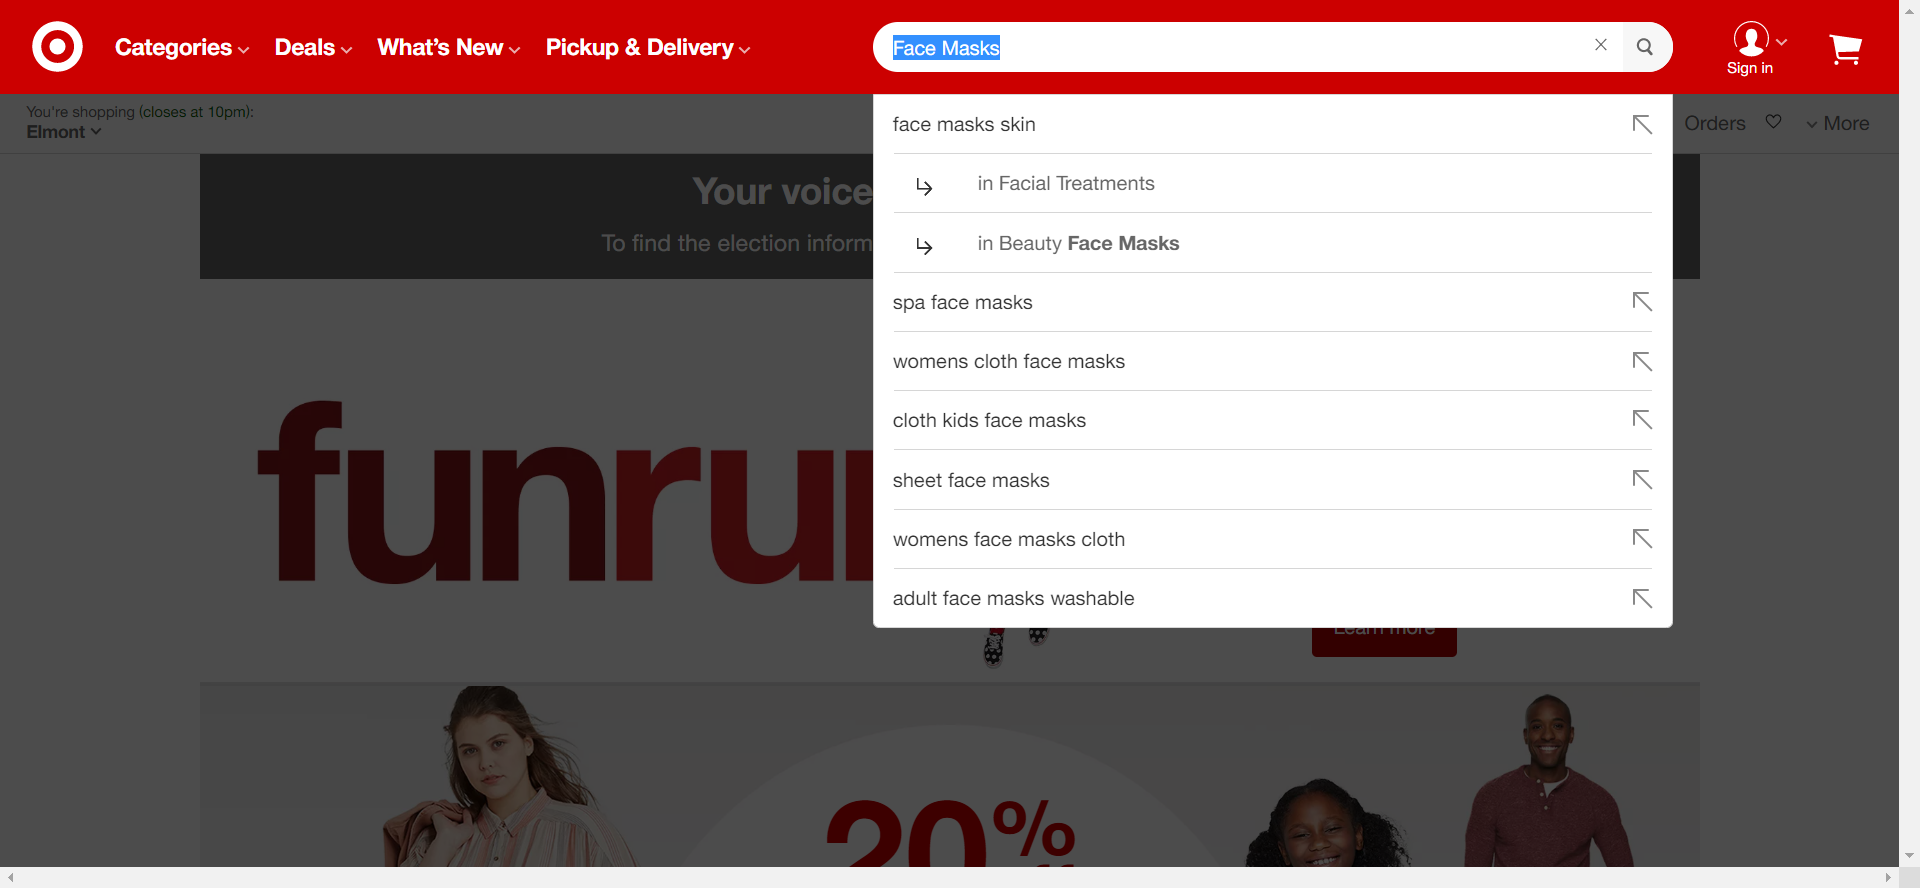 Categories
Deals
What's New
Pickup & Delivery
Face Masks
Sign in
You're shopping (closes at 10pm):
Elmont
Orders
More
Your voice
To find the election inform
face masks skin
in Facial Treatments
in Beauty Face Masks
spa face masks
womens cloth face masks
cloth kids face masks
sheet face masks
womens face masks cloth
adult face masks washable
funru
Learn more
20%